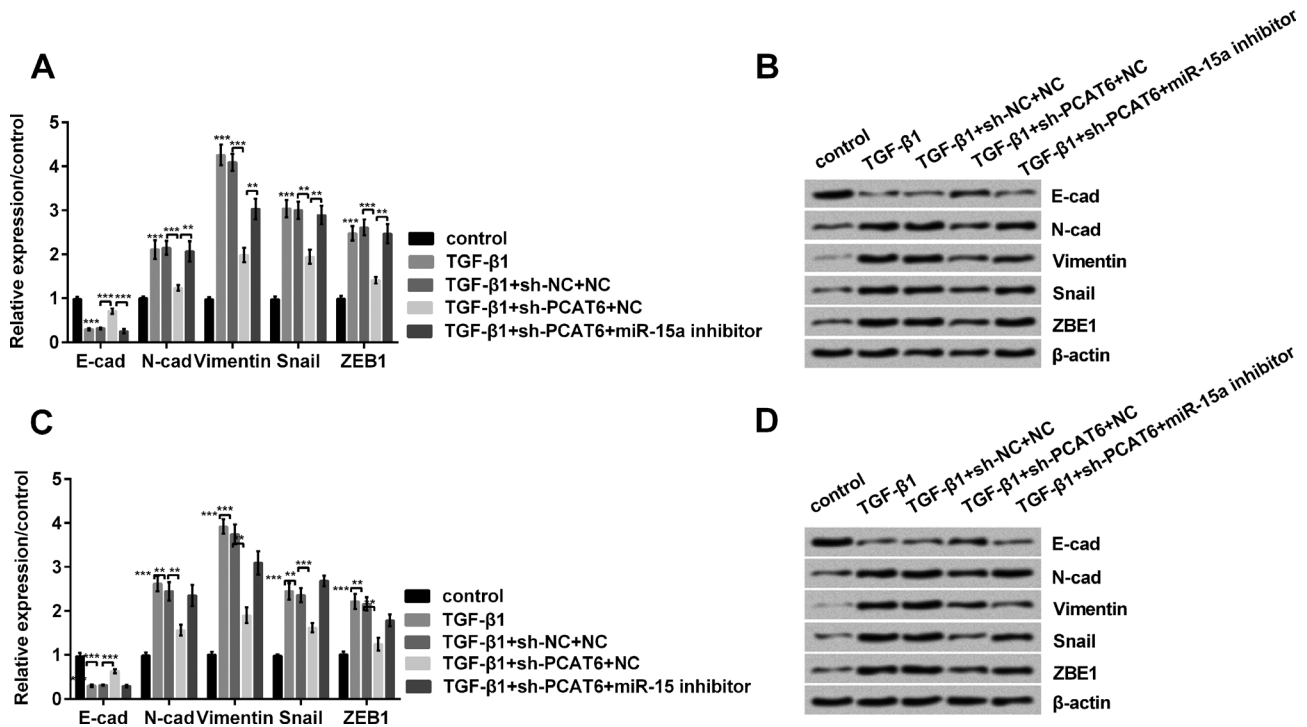 A
Relative expression/control
5
4
3
2
1
0
*** *** *** *** *** *** ** *** *** ** *** ** ** *** *** **
E-cad N-cad Vimentin Snail ZEB1
control
TGF-β1
TGF-β1+sh-NC+NC
TGF-β1+sh-PCAT6+NC
TGF-β1+sh-PCAT6+miR-15a inhibitor
B
control
TGF-β1
TGF-β1+sh-NC+NC
TGF-β1+sh-PCAT6+NC
TGF-β1+sh-PCAT6+miR-15a inhibitor
E-cad
N-cad
Vimentin
Snail
ZBE1
β-actin
C
Relative expression/control
5
4
3
2
1
0
*** *** *** ** ** *** *** *** ** *** *** **
E-cad N-cad Vimentin Snail ZEB1
control
TGF-β1
TGF-β1+sh-NC+NC
TGF-β1+sh-PCAT6+NC
TGF-β1+sh-PCAT6+miR-15 inhibitor
D
control
TGF-β1
TGF-β1+sh-NC+NC
TGF-β1+sh-PCAT6+NC
TGF-β1+sh-PCAT6+miR-15a inhibitor
E-cad
N-cad
Vimentin
Snail
ZBE1
β-actin